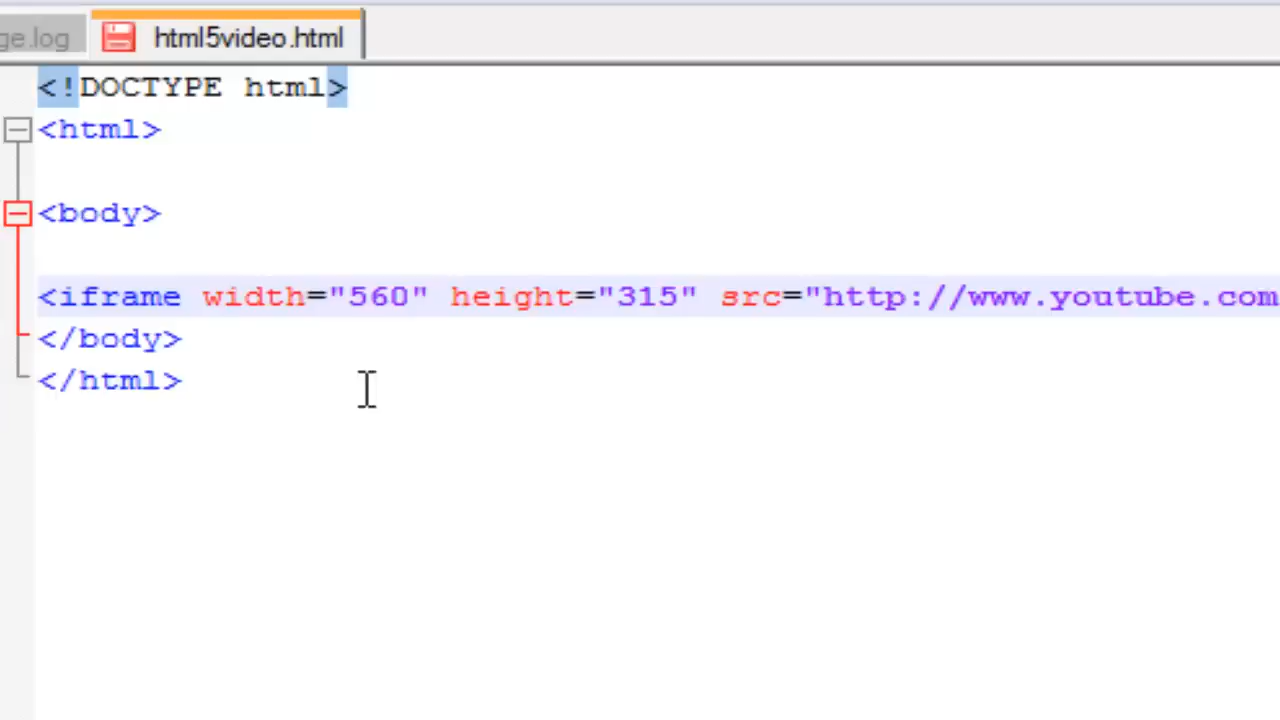 ge.log html5video.html
<!DOCTYPE html>
<html>
<body>
<iframe width="560" height="315" src="http://www.youtube.com
</body>
</html>